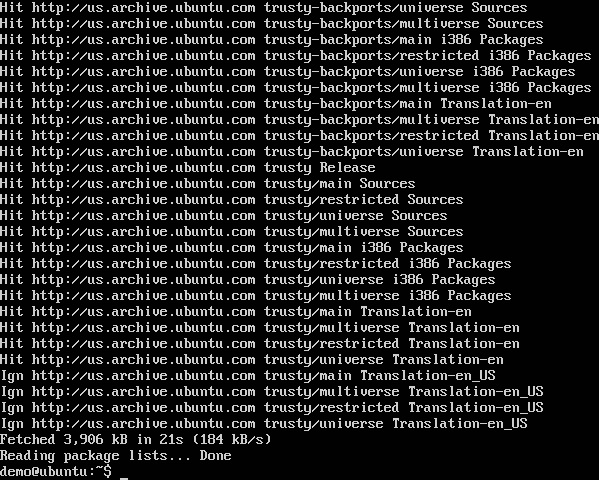 Hit http://us.archive.ubuntu.com trusty-backports/universe Sources
Hit http://us.archive.ubuntu.com trusty-backports/multiverse Sources
Hit http://us.archive.ubuntu.com trusty-backports/main i386 Packages
Hit http://us.archive.ubuntu.com trusty-backports/restricted i386 Packages
Hit http://us.archive.ubuntu.com trusty-backports/universe i386 Packages
Hit http://us.archive.ubuntu.com trusty-backports/multiverse i386 Packages
Hit http://us.archive.ubuntu.com trusty-backports/main Translation-en
Hit http://us.archive.ubuntu.com trusty-backports/multiverse Translation-en
Hit http://us.archive.ubuntu.com trusty-backports/restricted Translation-en
Hit http://us.archive.ubuntu.com trusty-backports/universe Translation-en
Hit http://us.archive.ubuntu.com trusty Release
Hit http://us.archive.ubuntu.com trusty/main Sources
Hit http://us.archive.ubuntu.com trusty/restricted Sources
Hit http://us.archive.ubuntu.com trusty/universe Sources
Hit http://us.archive.ubuntu.com trusty/multiverse Sources
Hit http://us.archive.ubuntu.com trusty/main i386 Packages
Hit http://us.archive.ubuntu.com trusty/restricted i386 Packages
Hit http://us.archive.ubuntu.com trusty/universe i386 Packages
Hit http://us.archive.ubuntu.com trusty/multiverse i386 Packages
Hit http://us.archive.ubuntu.com trusty/main Translation-en
Hit http://us.archive.ubuntu.com trusty/multiverse Translation-en
Hit http://us.archive.ubuntu.com trusty/restricted Translation-en
Hit http://us.archive.ubuntu.com trusty/universe Translation-en
Ign http://us.archive.ubuntu.com trusty/main Translation-en_US
Ign http://us.archive.ubuntu.com trusty/multiverse Translation-en_US
Ign http://us.archive.ubuntu.com trusty/restricted Translation-en_US
Ign http://us.archive.ubuntu.com trusty/universe Translation-en_US
Fetched 3,906 kB in 21s (184 kB/s)
Reading package lists... Done
demo@ubuntu:~$ _